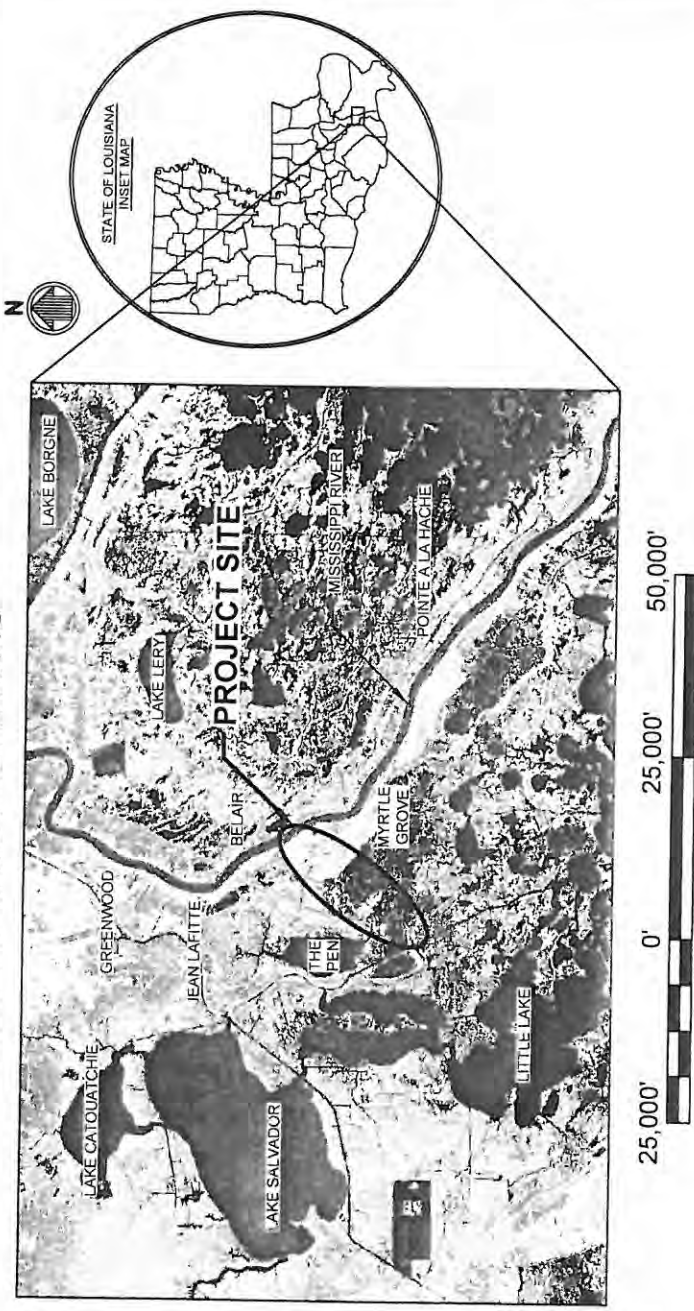 N
STATE OF LOUISIANA
INSET MAP
LAKE BORGNE
LAKE LERY
PROJECT SITE
MISSISSIPPI RIVER
POINTE A LA HACHE
BELAIR
GREENWOOD
JEAN LAFITTE
MYRTLE
GROVE
THE
PEN
LAKE CATOUATCHIE
LAKE SALVADOR
LITTLE LAKE
25,000'
0'
25,000'
50,000'